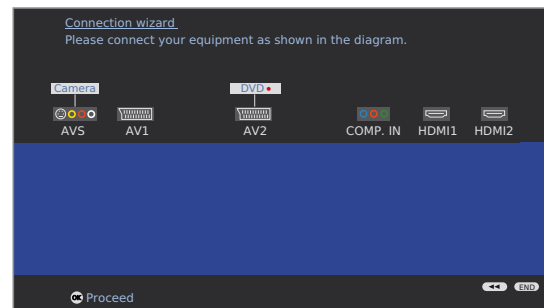 Connection wizard
Please connect your equipment as shown in the diagram.
Camera DVD
AVS AV1 AV2 COMP. IN HDMI1 HDMI2
END
OK Proceed